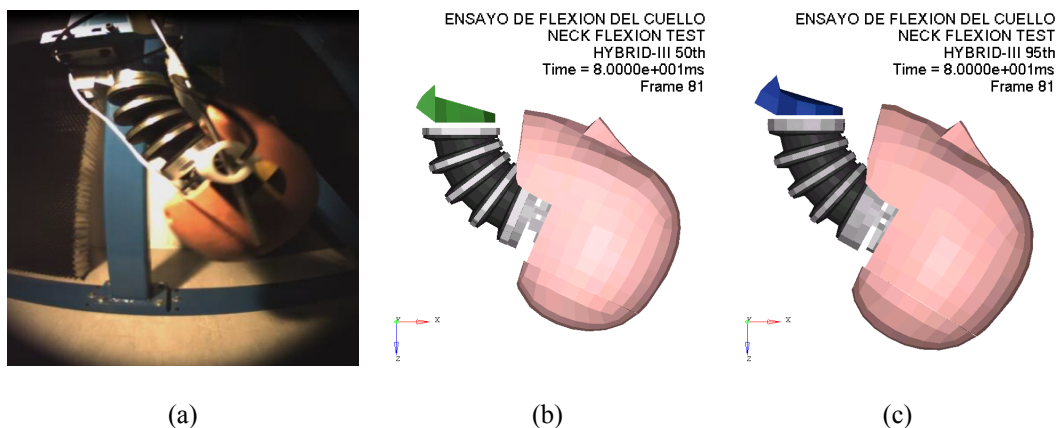 ENSAYO DE FLEXION DEL CUELLO
NECK FLEXION TEST
HYBRID-III 50th
Time = 8.0000e+001ms
Frame 81
ENSAYO DE FLEXION DEL CUELLO
NECK FLEXION TEST
HYBRID-III 95th
Time = 8.0000e+001ms
Frame 81
Y X
Z
Y X
Z
(a) (b) (c)